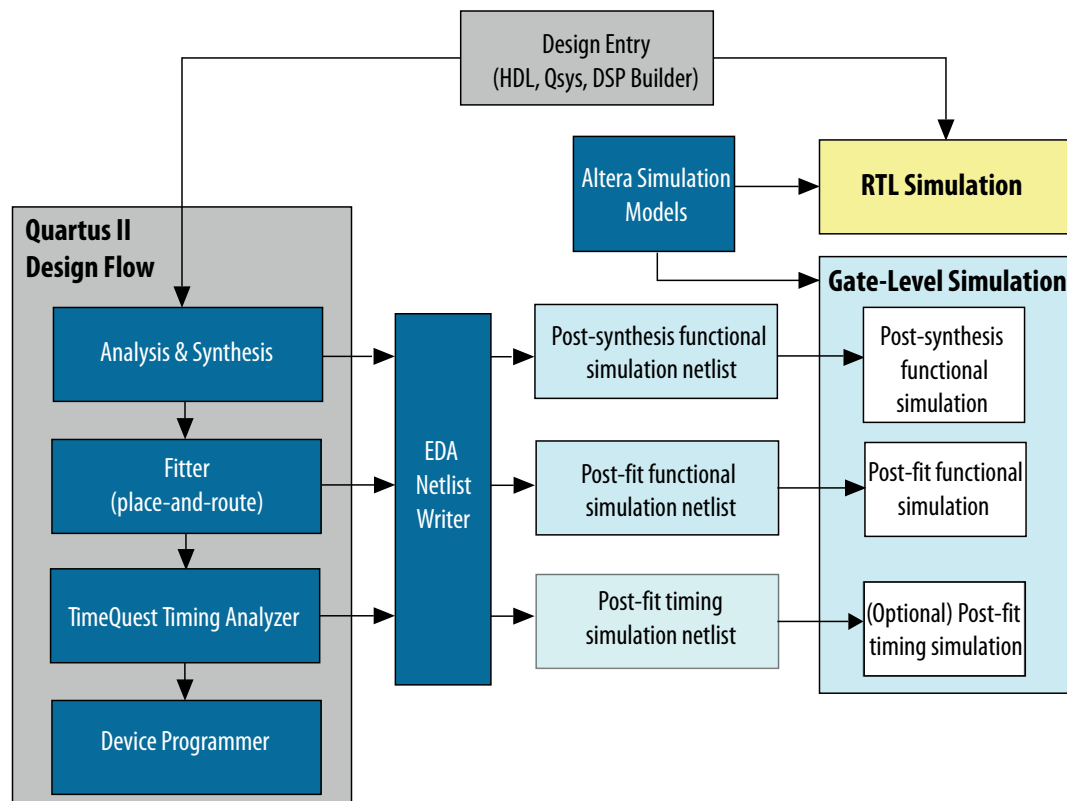 Design Entry
(HDL, Qsys, DSP Builder)
Altera Simulation
Models
RTL Simulation
Quartus II
Design Flow
Gate-Level Simulation
Analysis & Synthesis
Post-synthesis functional
simulation netlist
Post-synthesis
functional
simulation
Fitter
(place-and-route)
EDA
Netlist
Writer
Post-fit functional
simulation netlist
Post-fit functional
simulation
TimeQuest Timing Analyzer
Post-fit timing
simulation netlist
(Optional) Post-fit
timing simulation
Device Programmer